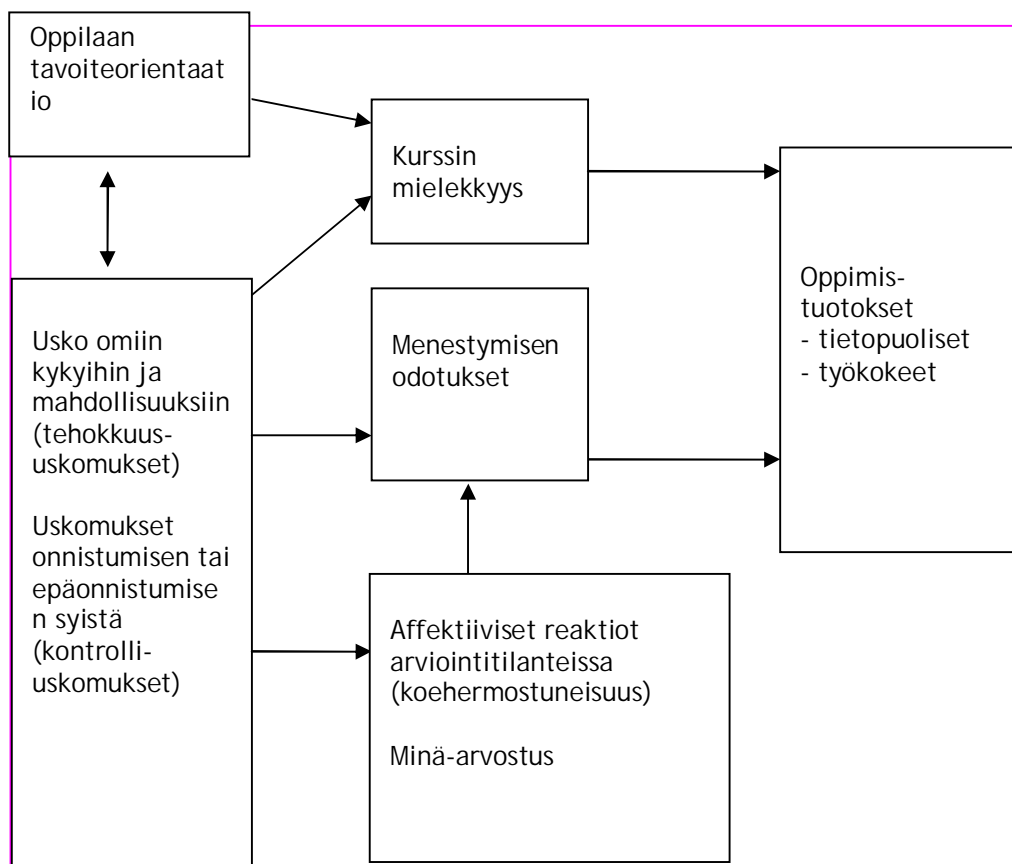 Oppilaan
tavoiteorientaat
io
Kurssin
mielekkyys
Oppimis-
tuotokset
- tietopuoliset
- työkokeet
Usko omiin
kykyihin ja
mahdollisuuksiin
(tehokkuus-
uskomukset)
Uskomukset
onnistumisen tai
epäonnistumise
n syistä
(kontrolli-
uskomukset)
Menestymisen
odotukset
Affektiiviset reaktiot
arviointitilanteissa
(koehermostuneisuus)
Minä-arvostus